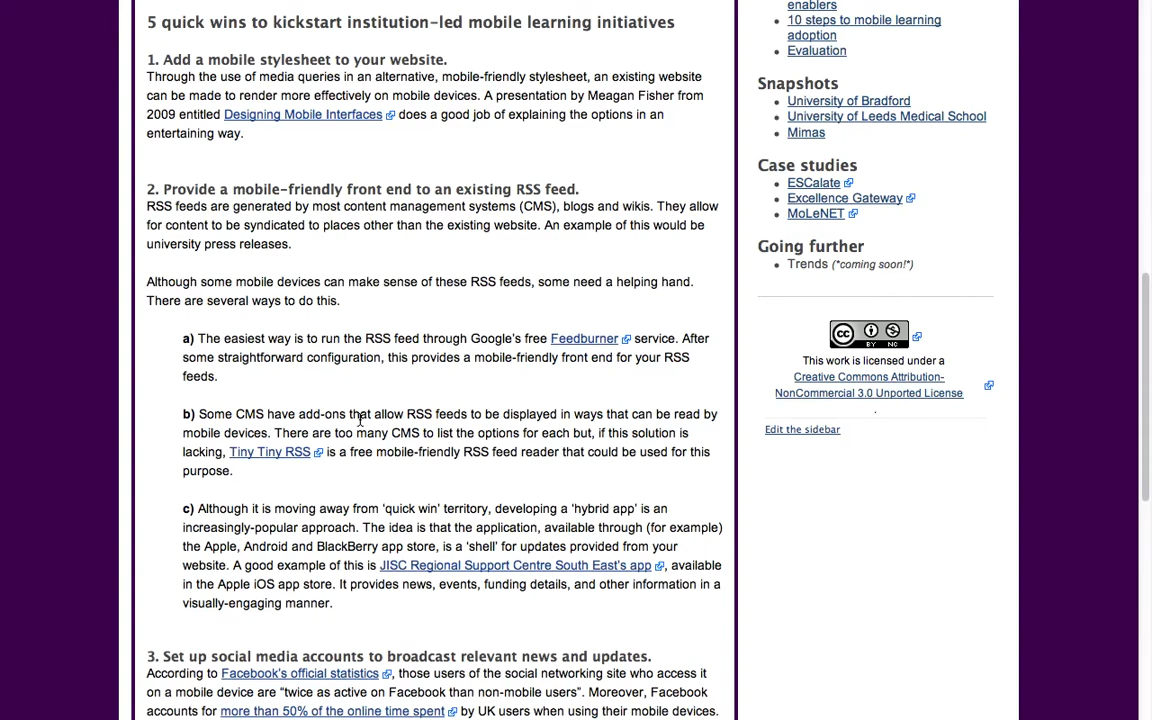 5 quick wins to kickstart institution-led mobile learning initiatives
1. Add a mobile stylesheet to your website.
Through the use of media queries in an alternative, mobile-friendly stylesheet, an existing website
can be made to render more effectively on mobile devices. A presentation by Meagan Fisher from
2009 entitled Designing Mobile Interfaces does a good job of explaining the options in an
entertaining way.
2. Provide a mobile-friendly front end to an existing RSS feed.
RSS feeds are generated by most content management systems (CMS), blogs and wikis. They allow
for content to be syndicated to places other than the existing website. An example of this would be
university press releases.
Although some mobile devices can make sense of these RSS feeds, some need a helping hand.
There are several ways to do this.
a) The easiest way is to run the RSS feed through Google's free Feedburner service. After
some straightforward configuration, this provides a mobile-friendly front end for your RSS
feeds.
b) Some CMS have add-ons that allow RSS feeds to be displayed in ways that can be read by
mobile devices. There are too many CMS to list the options for each but, if this solution is
lacking, Tiny Tiny RSS is a free mobile-friendly RSS feed reader that could be used for this
purpose.
c) Although it is moving away from 'quick win' territory, developing a 'hybrid app' is an
increasingly-popular approach. The idea is that the application, available through (for example)
the Apple, Android and BlackBerry app store, is a 'shell' for updates provided from your
website. A good example of this is JISC Regional Support Centre South East's app, available
in the Apple iOS app store. It provides news, events, funding details, and other information in a
visually-engaging manner.
3. Set up social media accounts to broadcast relevant news and updates.
According to Facebook's official statistics, those users of the social networking site who access it
on a mobile device are "twice as active on Facebook than non-mobile users". Moreover, Facebook
accounts for more than 50% of the online time spent by UK users when using their mobile devices.
enablers
10 steps to mobile learning
adoption
Evaluation
Snapshots
University of Bradford
University of Leeds Medical School
Mimas
Case studies
ESCalate
Excellence Gateway
MoLeNET
Going further
Trends (*coming soon!*)
cc
BY NC
This work is licensed under a
Creative Commons Attribution-
NonCommercial 3.0 Unported License
.
Edit the sidebar